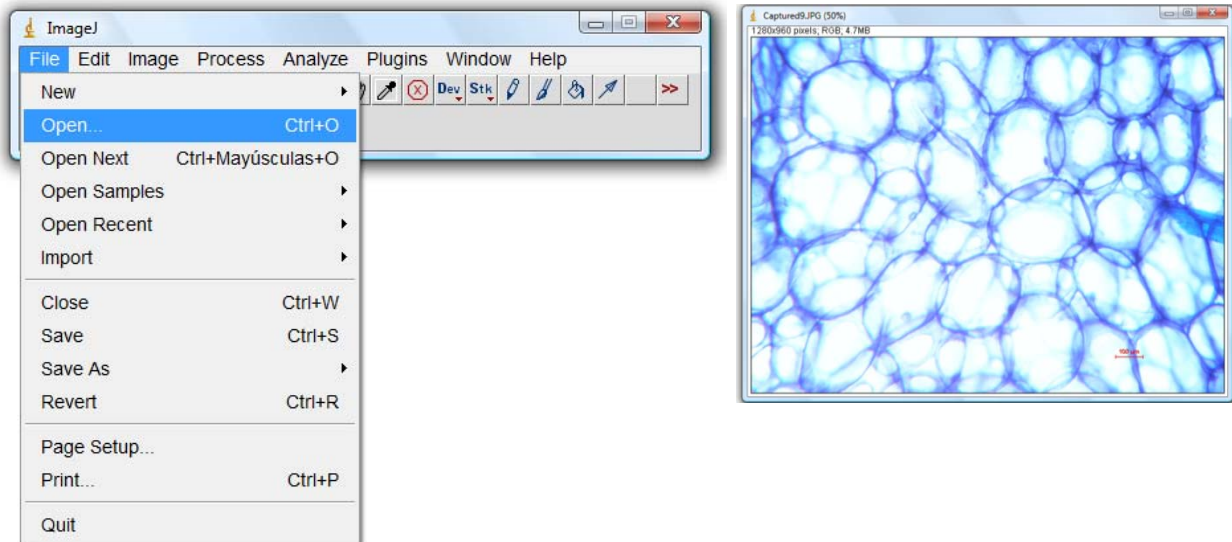 ImageJ
File Edit Image Process Analyze Plugins Window Help
Dev Stk >>
New
Open... Ctrl+O
Open Next Ctrl+Mayúsculas+O
Open Samples
Open Recent
Import
Close Ctrl+W
Save Ctrl+S
Save As
Revert Ctrl+R
Page Setup...
Print... Ctrl+P
Quit
Captured9.JPG (50%)
1280x960 pixels; RGB; 4.7MB
100 µm